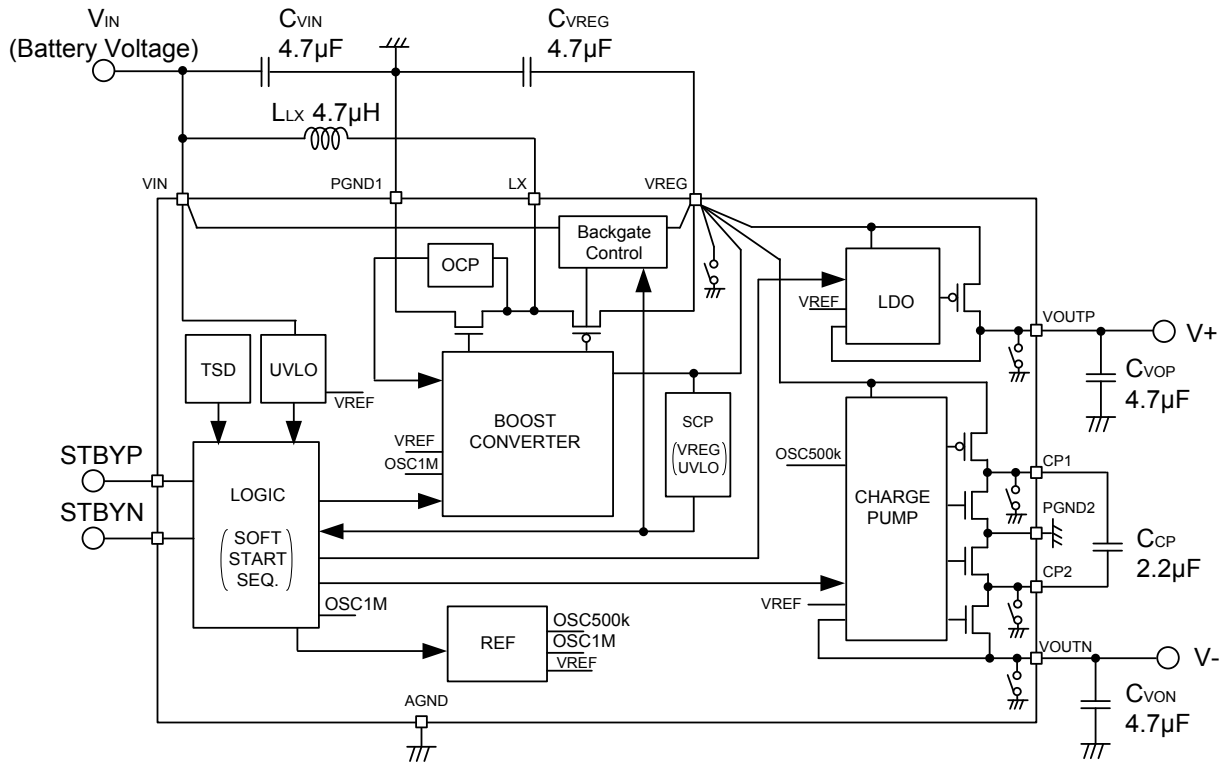 VIN
(Battery Voltage)
CVIN
4.7µF
CVREG
4.7µF
LLX 4.7µH
VIN
PGND1
LX
VREG
Backgate
Control
OCP
LDO
VREF
VOUTP
V+
CVOP
4.7µF
TSD
UVLO
VREF
BOOST
CONVERTER
VREF
OSC1M
SCP
(VREG
UVLO)
STBYP
STBYN
LOGIC
(SOFT
START
SEQ.)
OSC1M
OSC500k
CHARGE
PUMP
VREF
CP1
PGND2
CP2
CCP
2.2µF
REF
OSC500k
OSC1M
VREF
VOUTN
V-
CVON
4.7µF
AGND